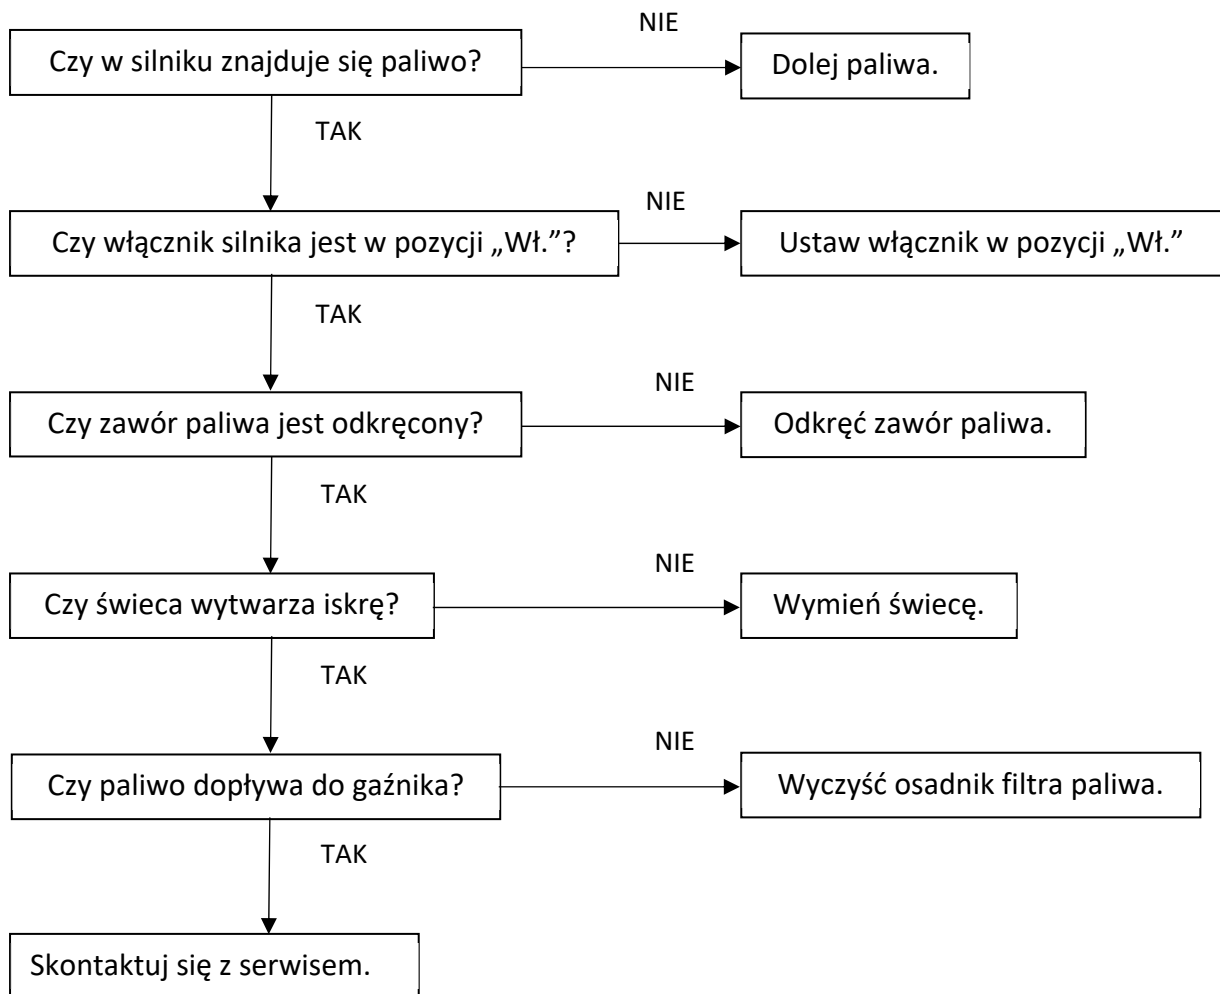 NIE
Czy w silniku znajduje się paliwo?
Dolej paliwa.
TAK
NIE
Czy włącznik silnika jest w pozycji „Wł.”?
Ustaw włącznik w pozycji „Wł.”
TAK
NIE
Czy zawór paliwa jest odkręcony?
Odkręć zawór paliwa.
TAK
NIE
Czy świeca wytwarza iskrę?
Wymień świecę.
TAK
NIE
Czy paliwo dopływa do gaźnika?
Wyczyść osadnik filtra paliwa.
TAK
Skontaktuj się z serwisem.